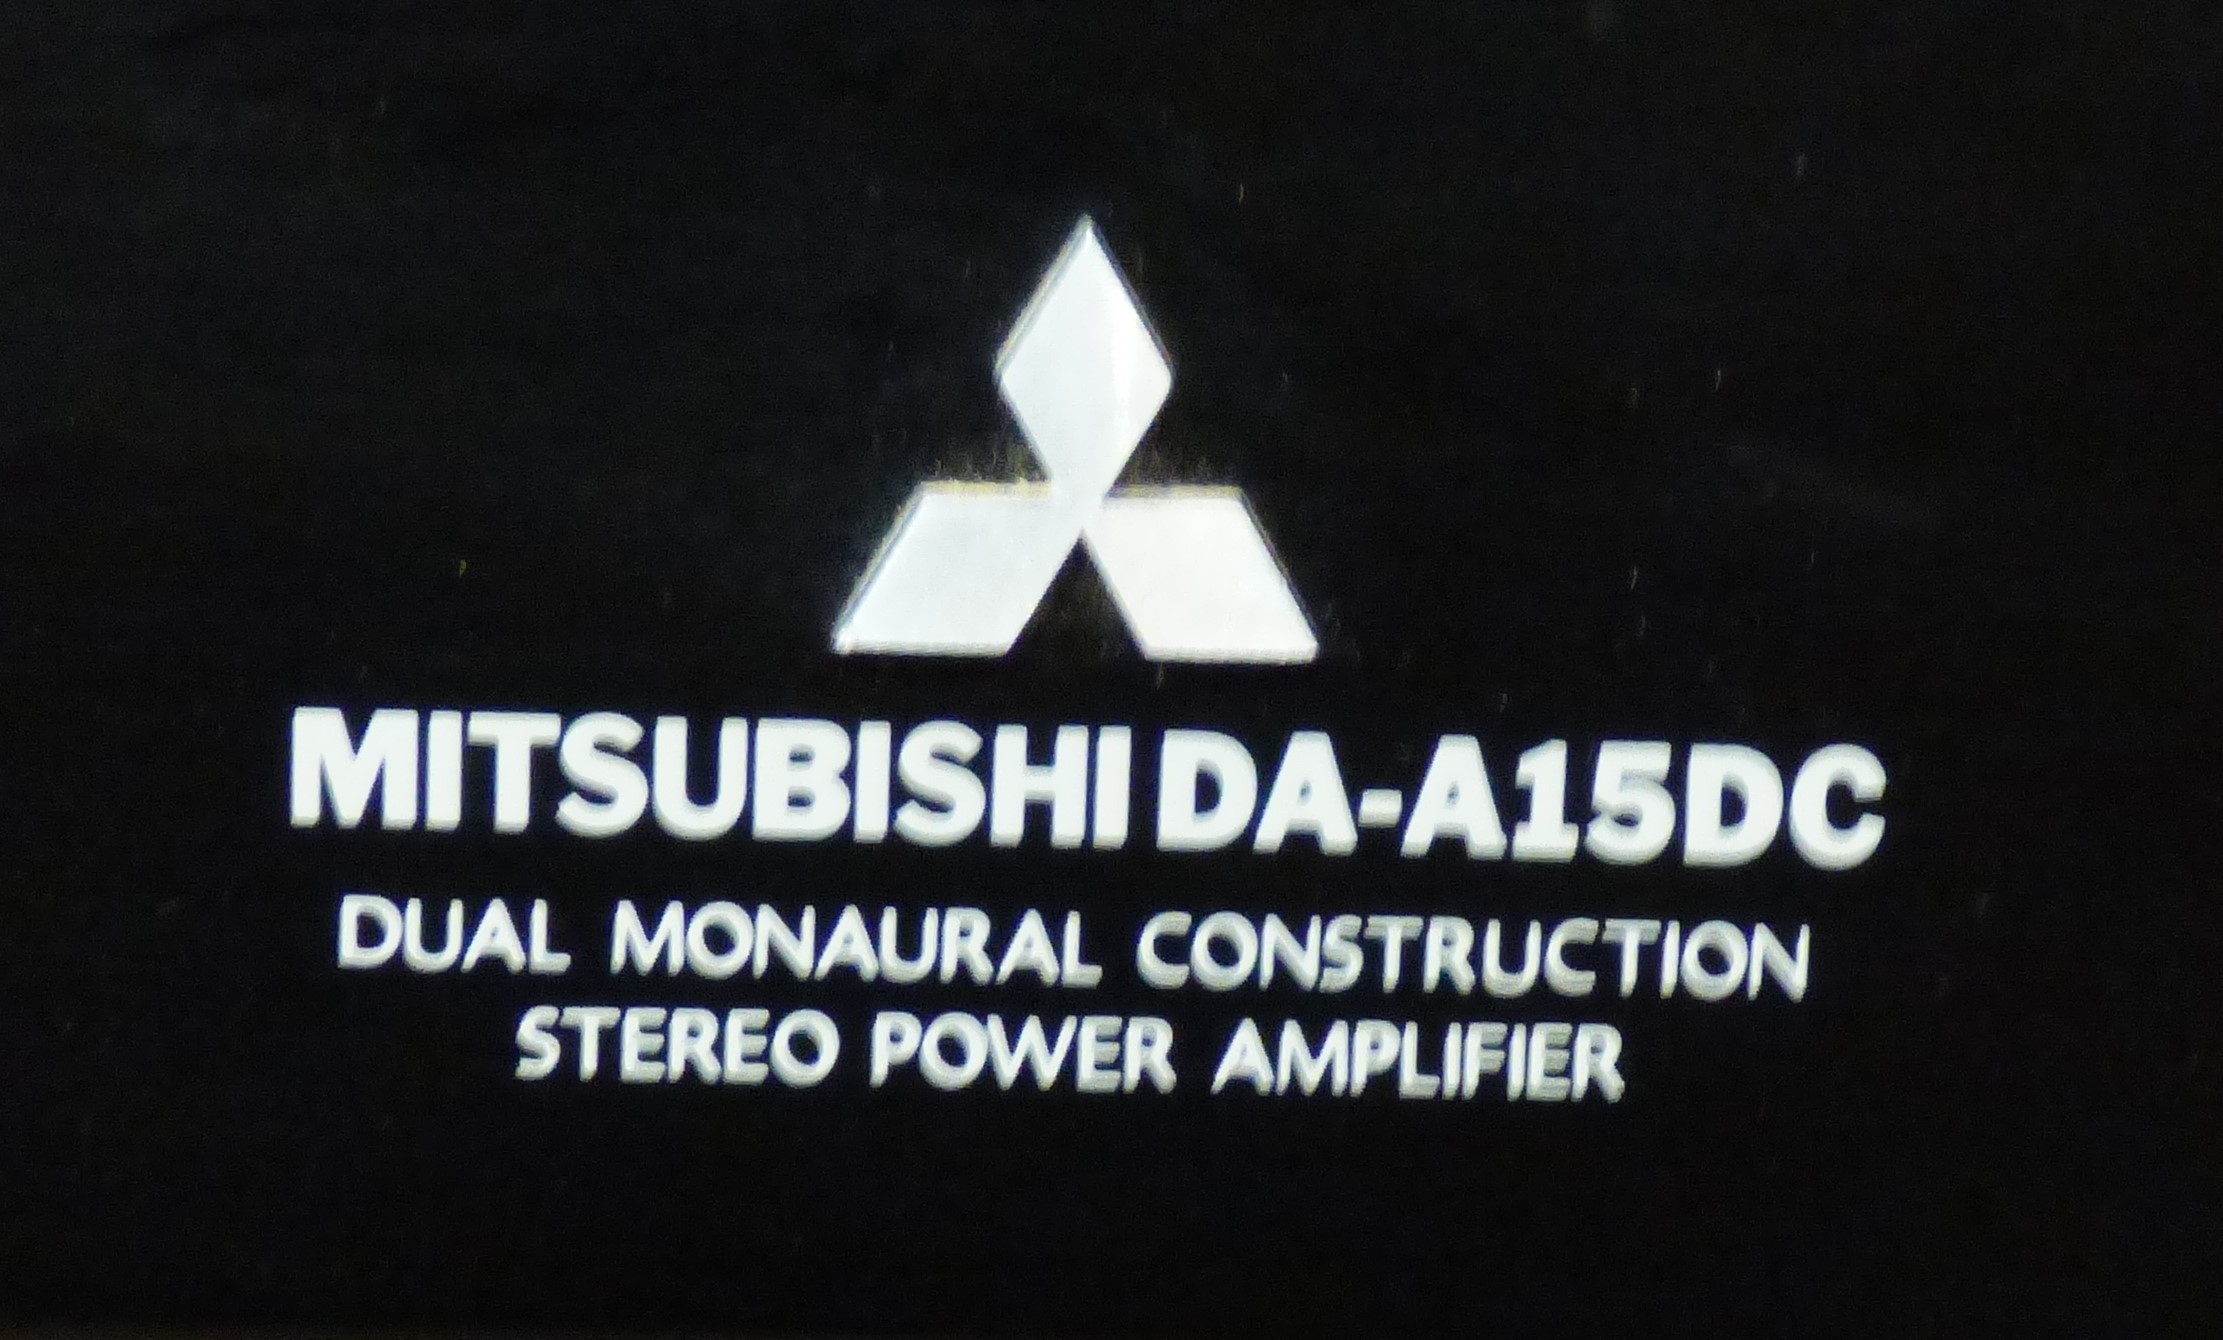 MITSUBISHI DA-A15DC
DUAL MONAURAL CONSTRUCTION
STEREO POWER AMPLIFIER